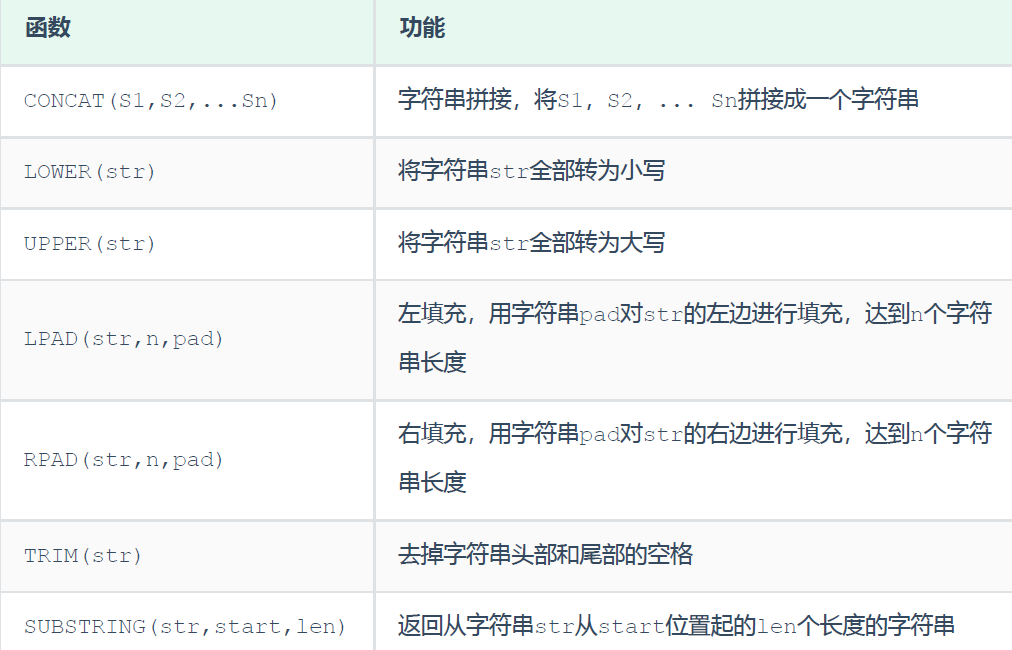 函数 功能
CONCAT(S1,S2,...Sn) 字符串拼接，将S1, S2, ... Sn拼接成一个字符串
LOWER(str) 将字符串str全部转为小写
UPPER(str) 将字符串str全部转为大写
LPAD(str,n,pad) 左填充，用字符串pad对str的左边进行填充，达到n个字符
串长度
RPAD(str,n,pad) 右填充，用字符串pad对str的右边进行填充，达到n个字符
串长度
TRIM(str) 去掉字符串头部和尾部的空格
SUBSTRING(str,start,len) 返回从字符串str从start位置起的len个长度的字符串